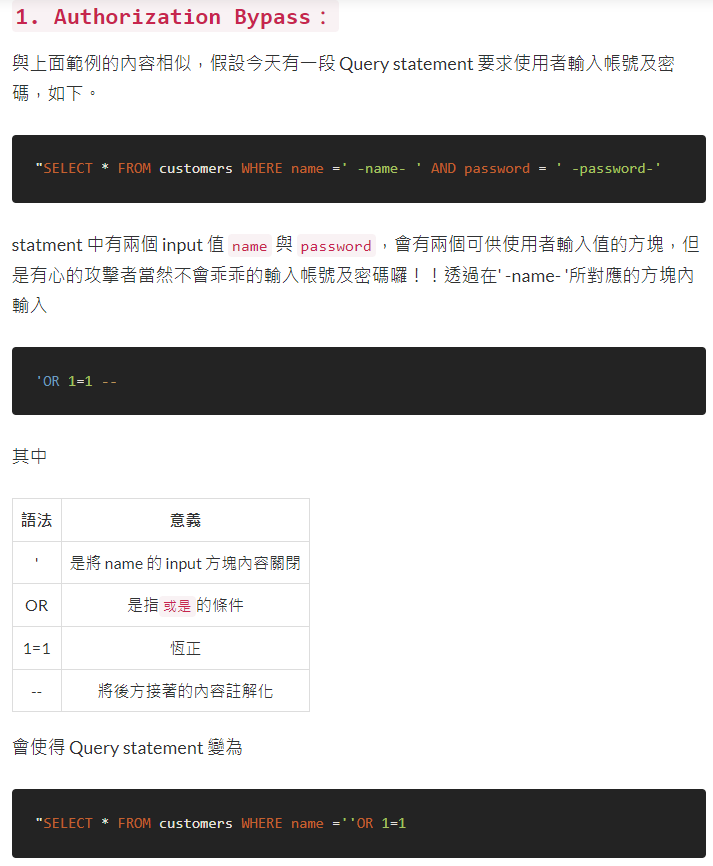 1. Authorization Bypass：
與上面範例的內容相似，假設今天有一段 Query statement 要求使用者輸入帳號及密
碼，如下。
"SELECT * FROM customers WHERE name =' -name- ' AND password = ' -password-'
statment 中有兩個 input 值 name 與 password ，會有兩個可供使用者輸入值的方塊，但
是有心的攻擊者當然不會乖乖的輸入帳號及密碼囉！！透過在' -name- '所對應的方塊內
輸入
'OR 1=1 --
其中
語法 意義
' 是將 name 的 input 方塊內容關閉
OR 是指 或是 的條件
1=1 恆正
-- 將後方接著的內容註解化
會使得 Query statement 變為
"SELECT * FROM customers WHERE name =''OR 1=1